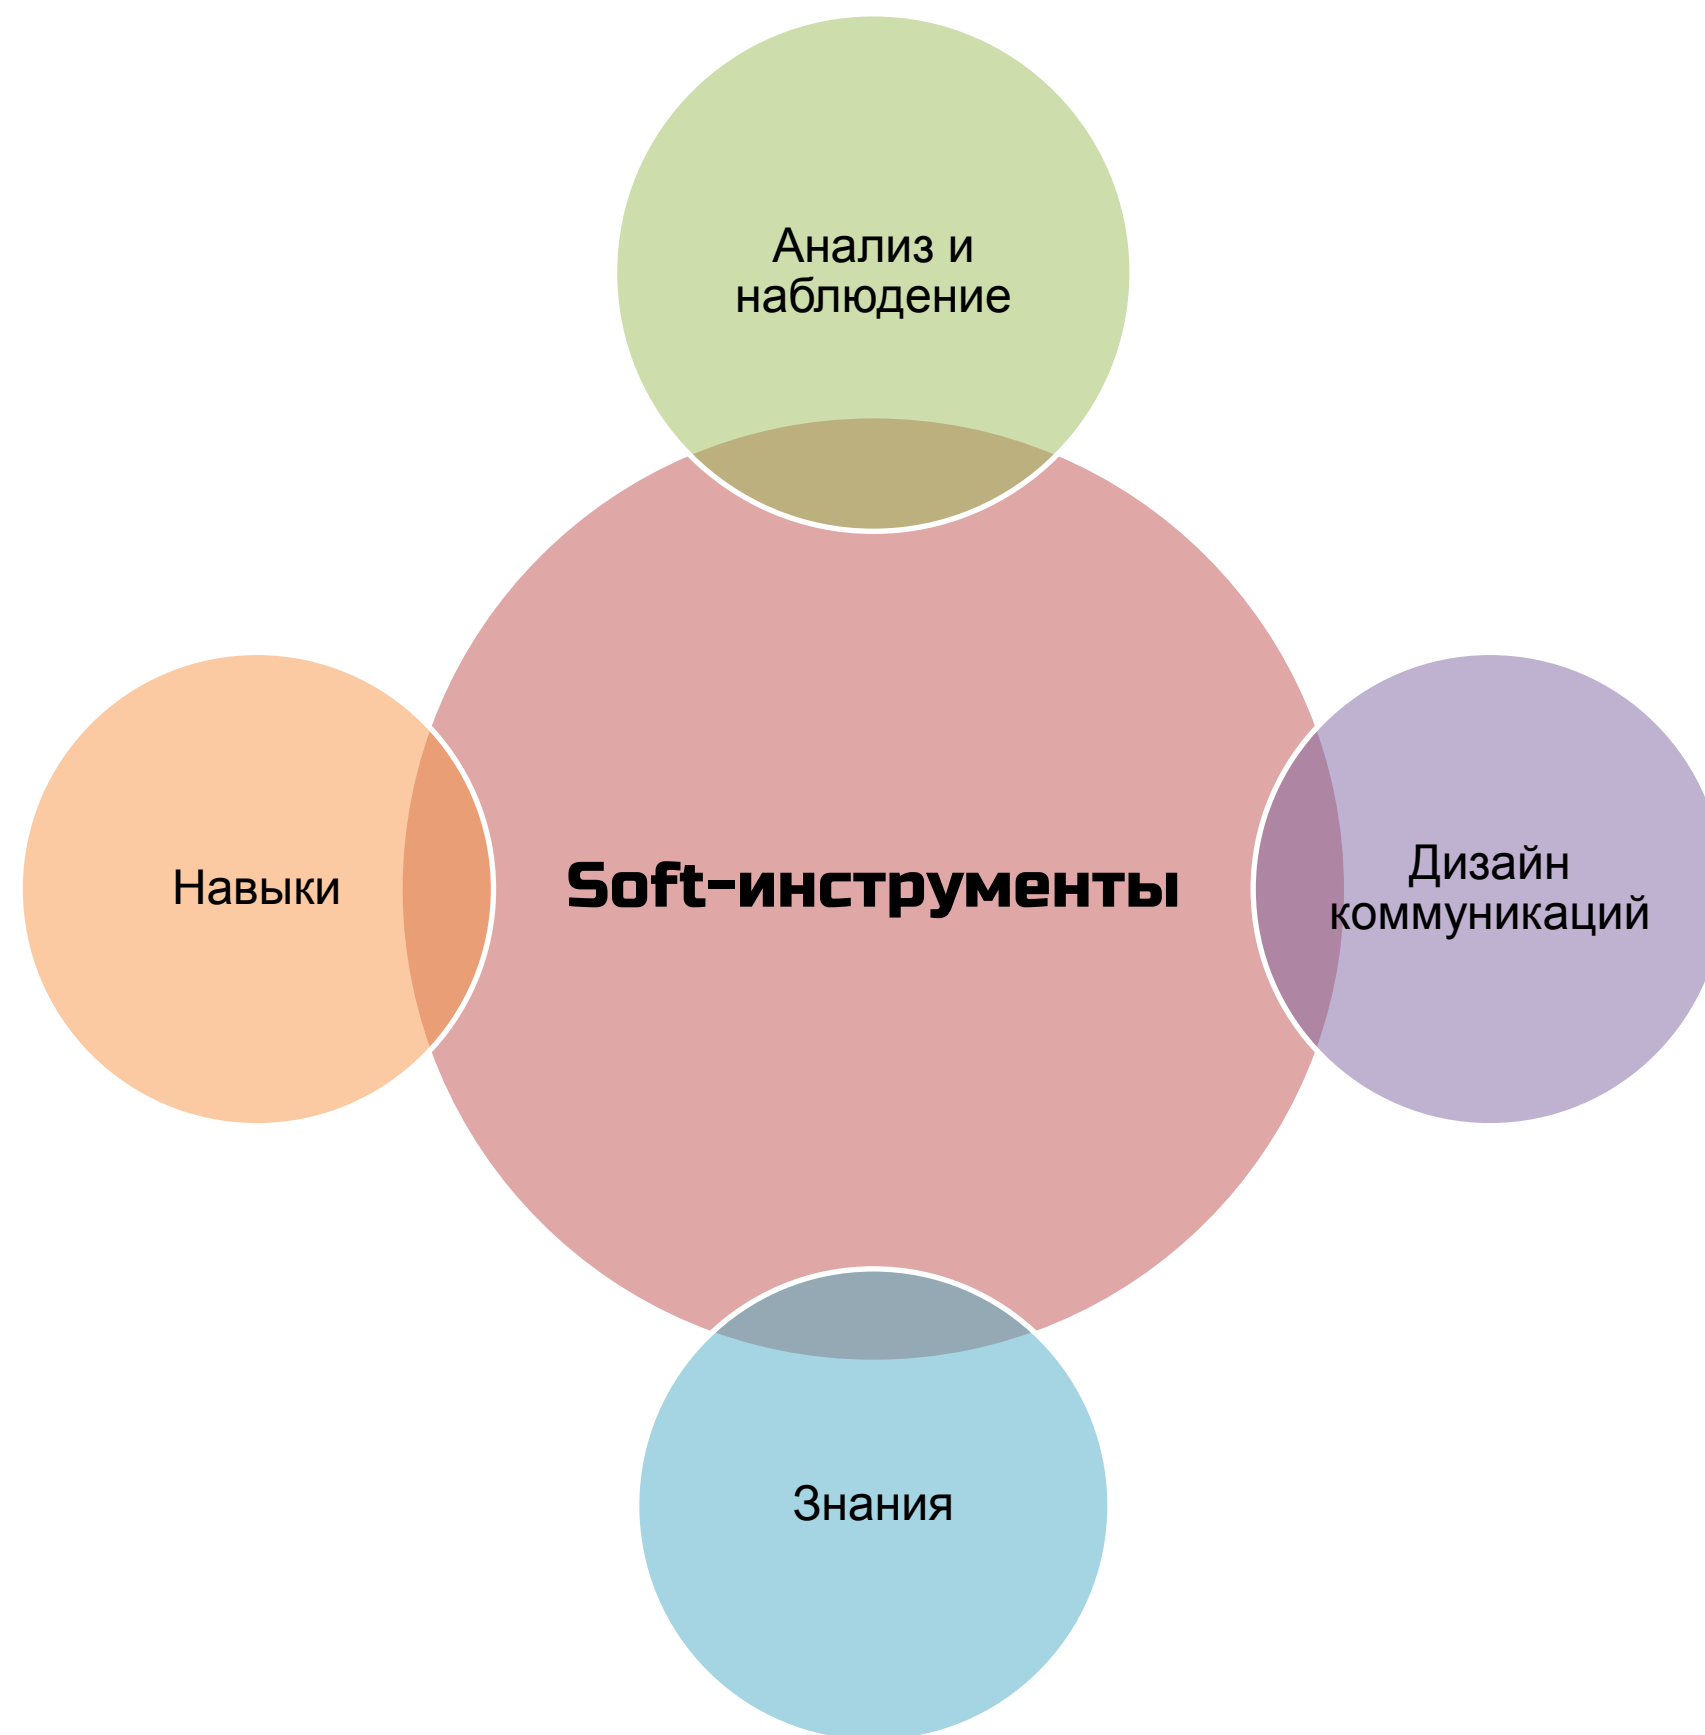 Анализ и
наблюдение
Навыки
Soft-инструменты
Дизайн
коммуникаций
Знания